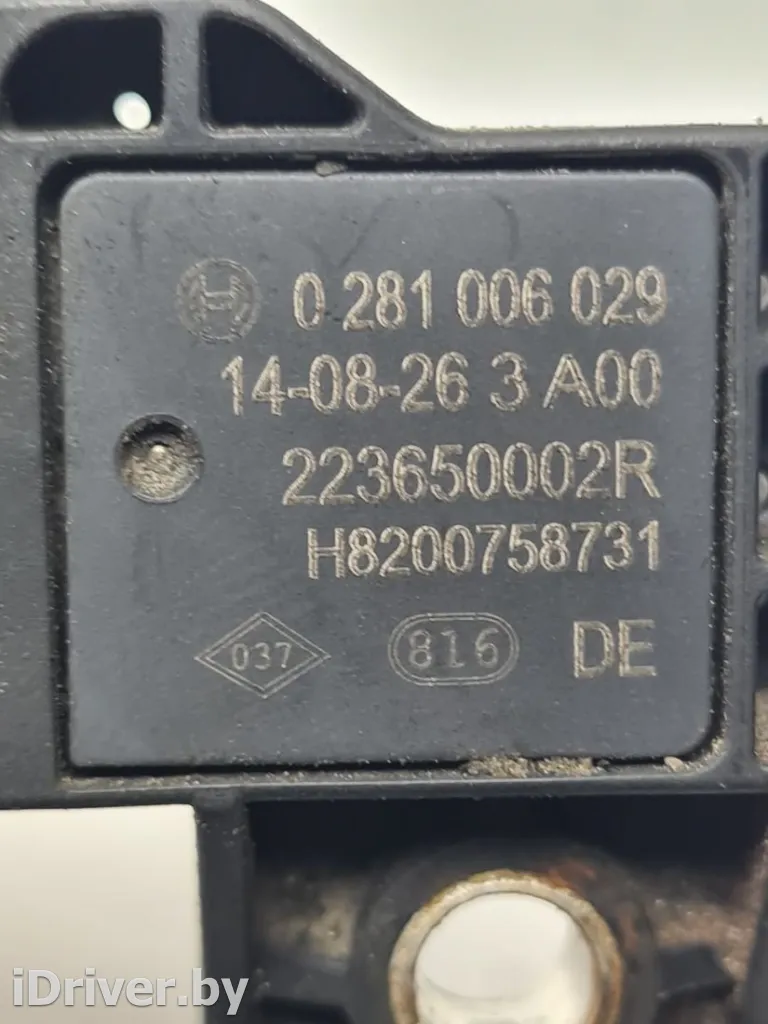 0 281 006 029
14-08-26 3 A00
223650002R
H8200758731
037 816 DE
iDriver.by